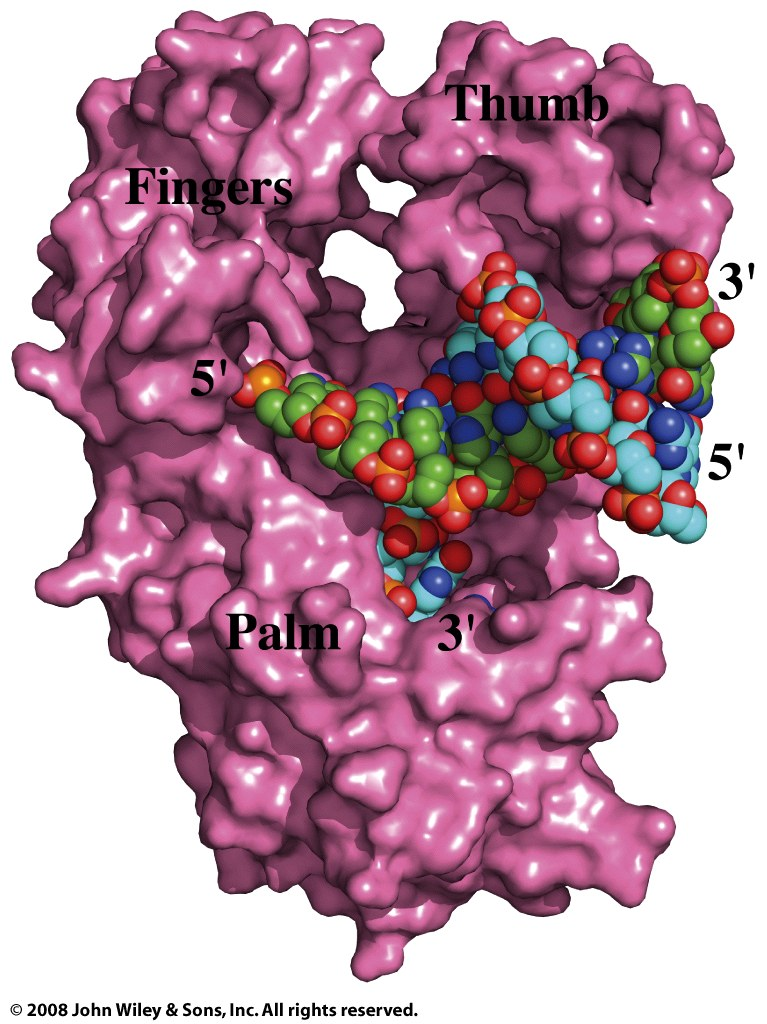 Thumb
Fingers
3'
5'
5'
Palm
3'
© 2008 John Wiley & Sons, Inc. All rights reserved.